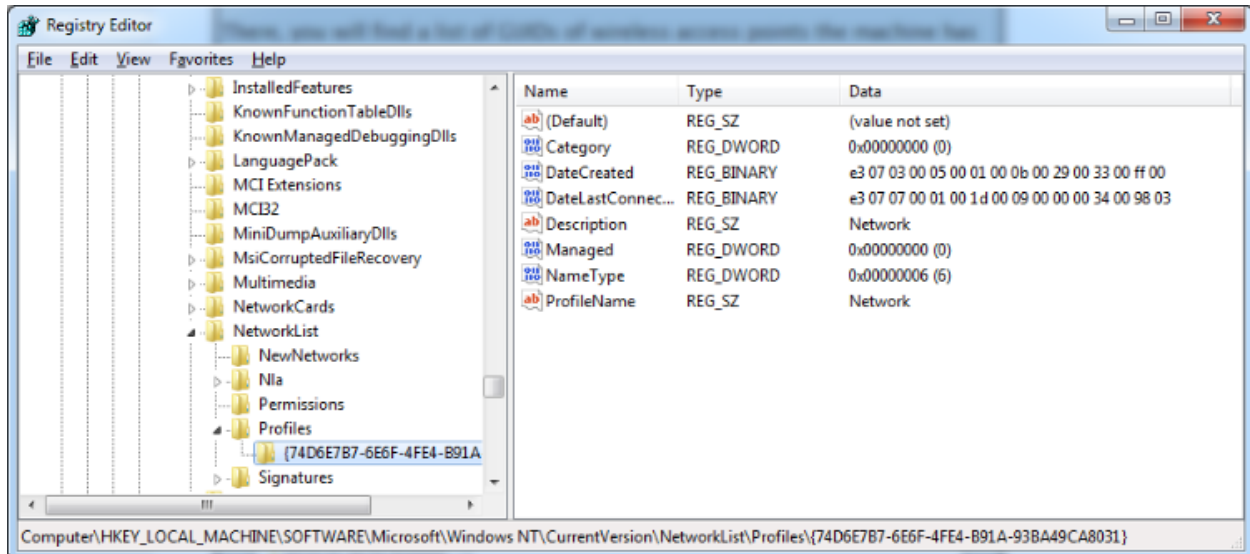 Registry Editor
There, you will find a list of GUIDs of wireless access points the machine has
File Edit View Favorites Help
InstalledFeatures
KnownFunctionTableDlls
KnownManagedDebuggingDlls
LanguagePack
MCI Extensions
MCI32
MiniDumpAuxiliaryDlls
MsiCorruptedFileRecovery
Multimedia
NetworkCards
NetworkList
NewNetworks
Nla
Permissions
Profiles
{74D6E7B7-6E6F-4FE4-B91A
Signatures
Name Type Data
(Default) REG_SZ (value not set)
Category REG_DWORD 0x00000000 (0)
DateCreated REG_BINARY e3 07 03 00 05 00 01 00 0b 00 29 00 33 00 ff 00
DateLastConnec... REG_BINARY e3 07 07 00 01 00 1d 00 09 00 00 00 34 00 98 03
Description REG_SZ Network
Managed REG_DWORD 0x00000000 (0)
NameType REG_DWORD 0x00000006 (6)
ProfileName REG_SZ Network
Computer\HKEY_LOCAL_MACHINE\SOFTWARE\Microsoft\Windows NT\CurrentVersion\NetworkList\Profiles\{74D6E7B7-6E6F-4FE4-B91A-93BA49CA8031}